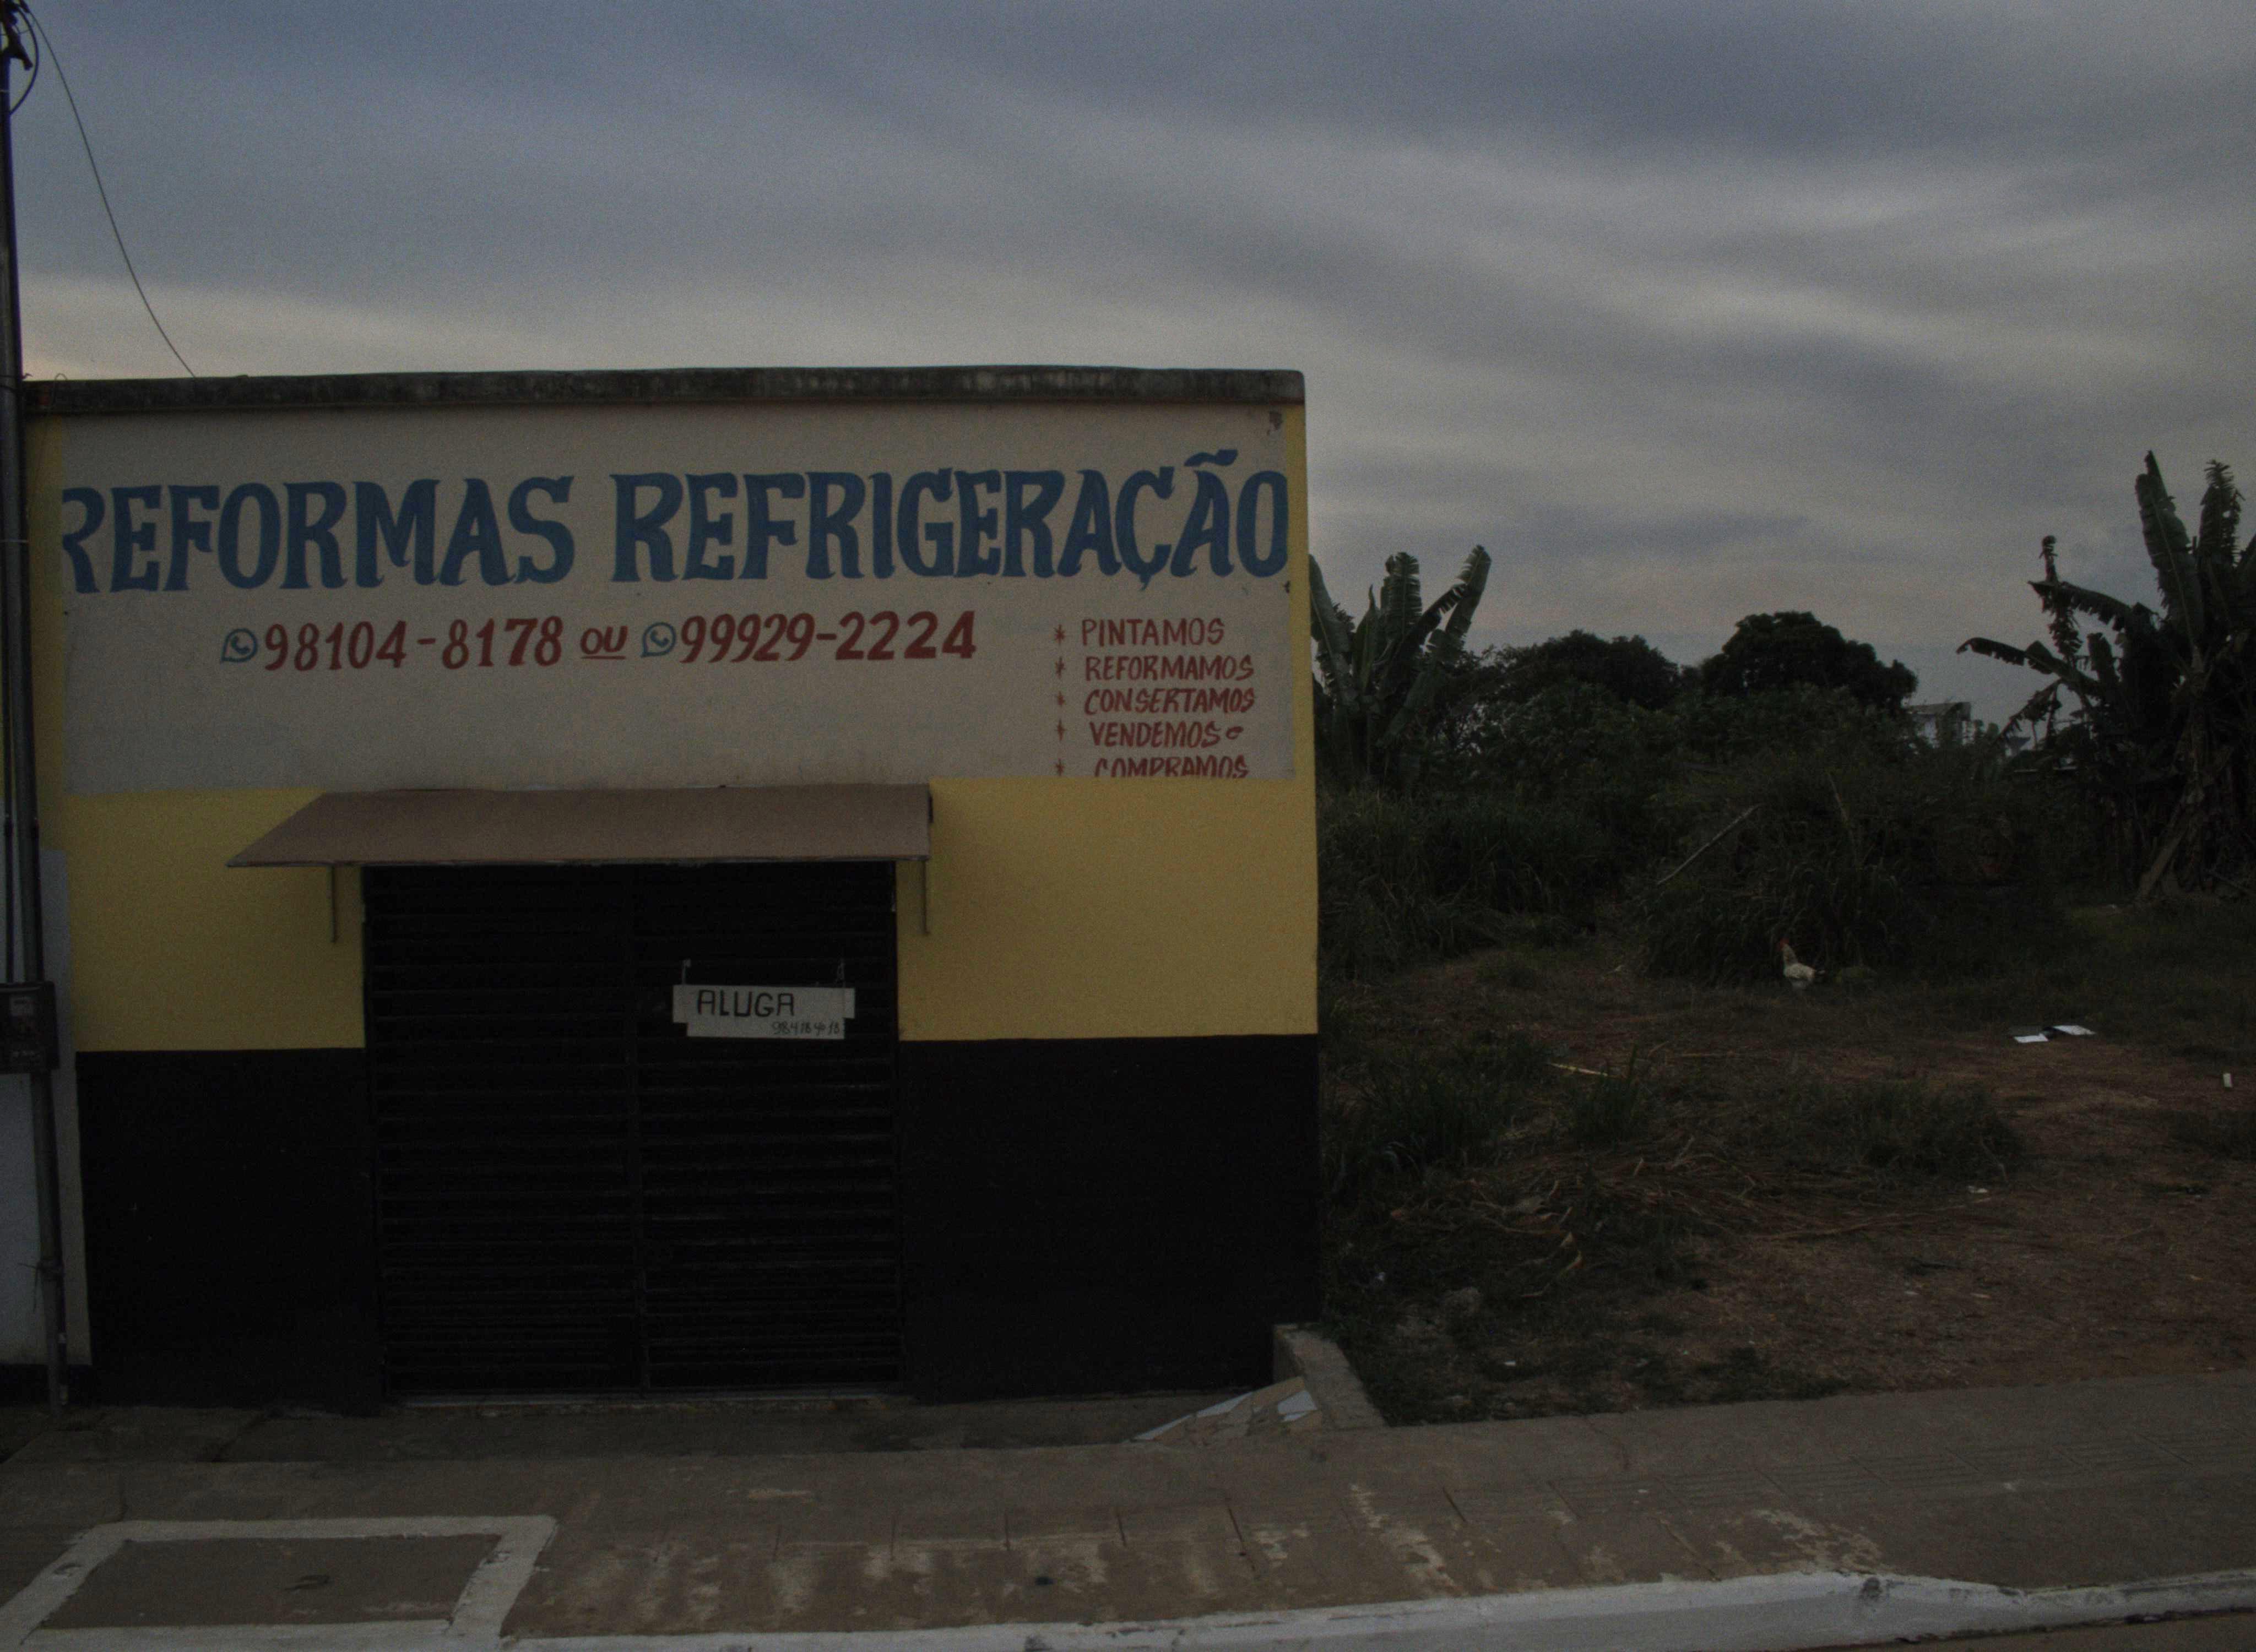 REFORMAS REFRIGERAÇÃO
98104-8178 OU 99929-2224
* PINTAMOS
* REFORMAMOS
* CONSERTAMOS
* VENDEMOS e
* COMPRAMOS
ALUGA